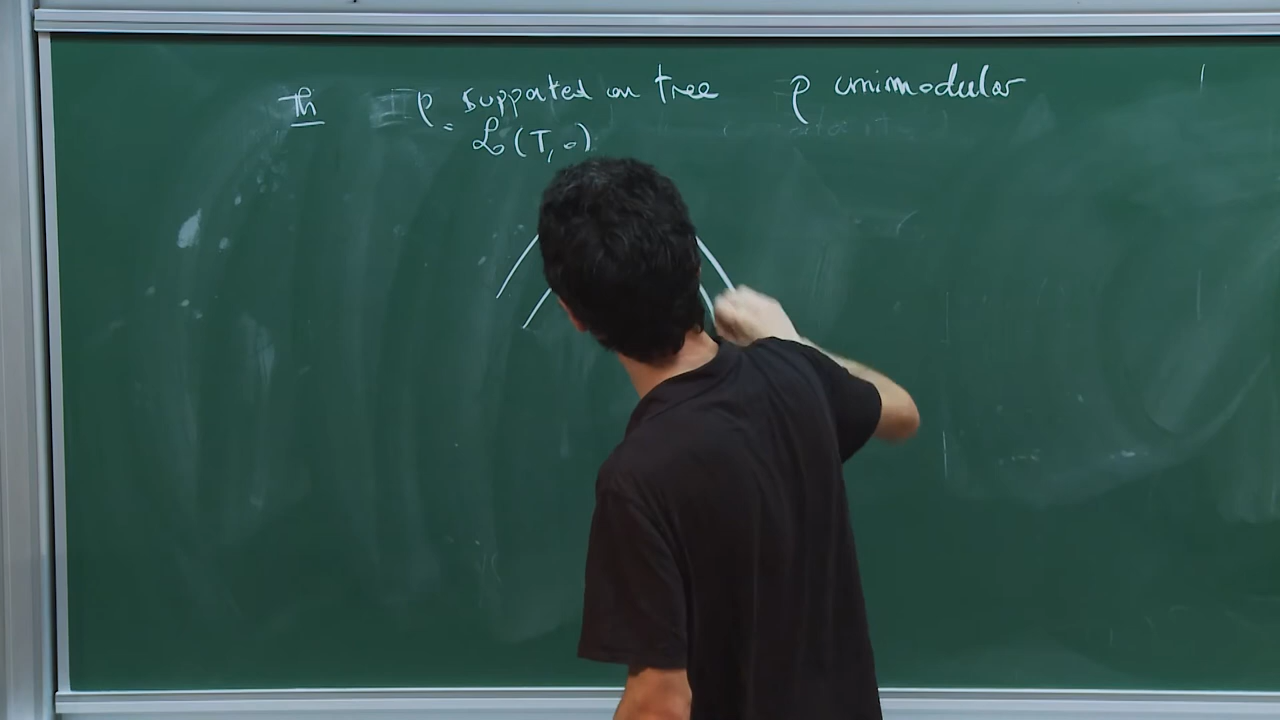 Th ρ supported on tree ρ unimodular
= ℒ(T, o)